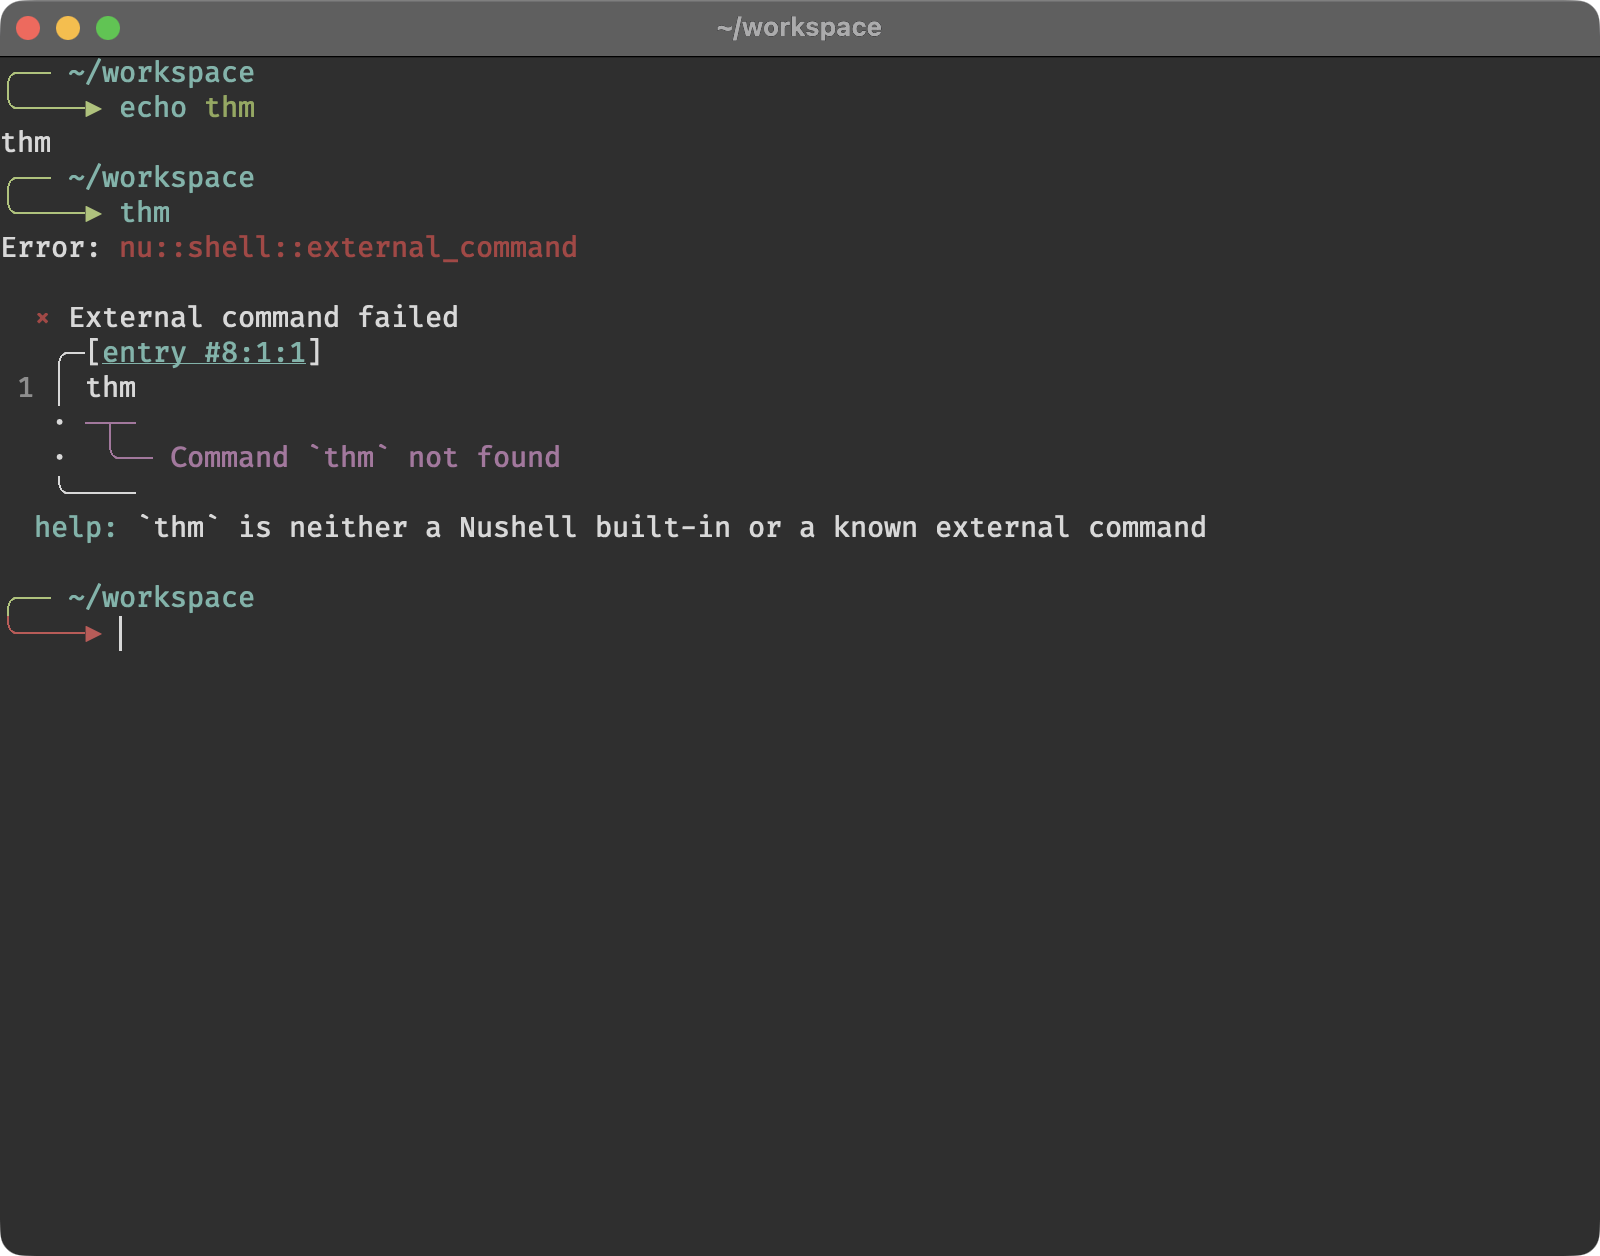 ~/workspace
~/workspace
echo thm
thm
~/workspace
thm
Error: nu::shell::external_command
× External command failed
[entry #8:1:1]
1 thm
Command `thm` not found
help: `thm` is neither a Nushell built-in or a known external command
~/workspace